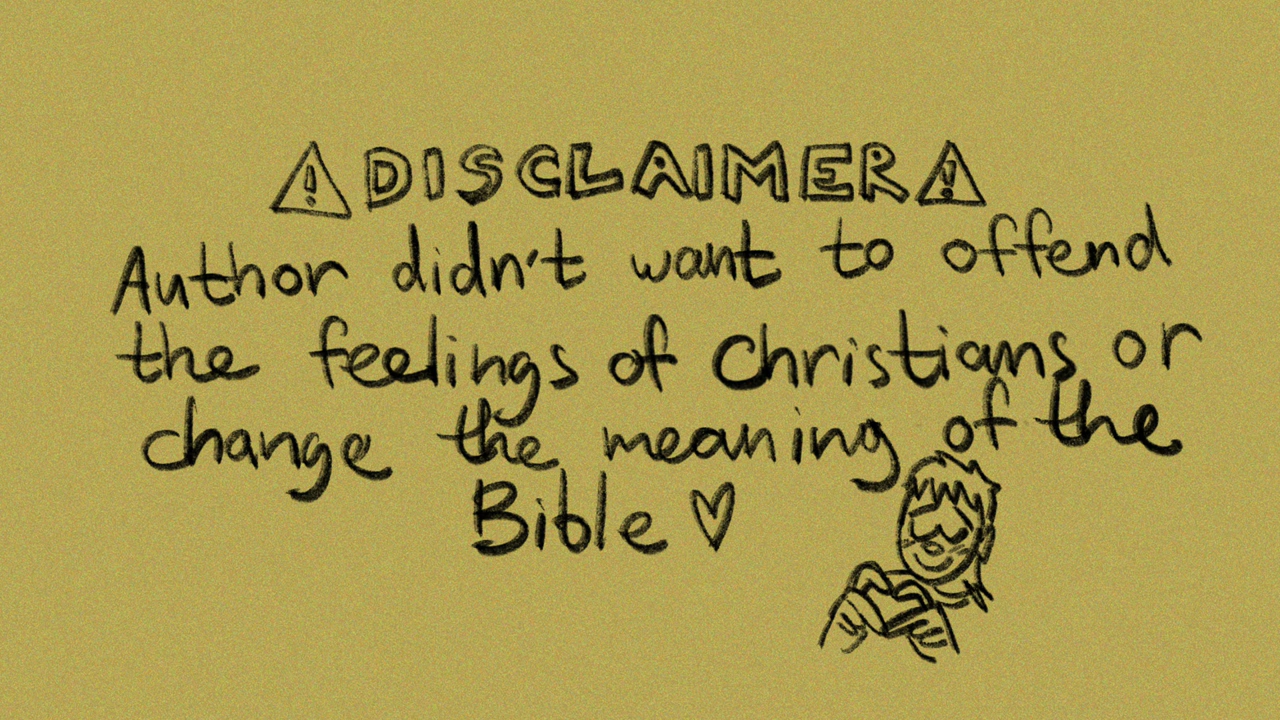 ⚠DISCLAIMER⚠
Author didn't want to offend
the feelings of Christians or
change the meaning of the
Bible ♡